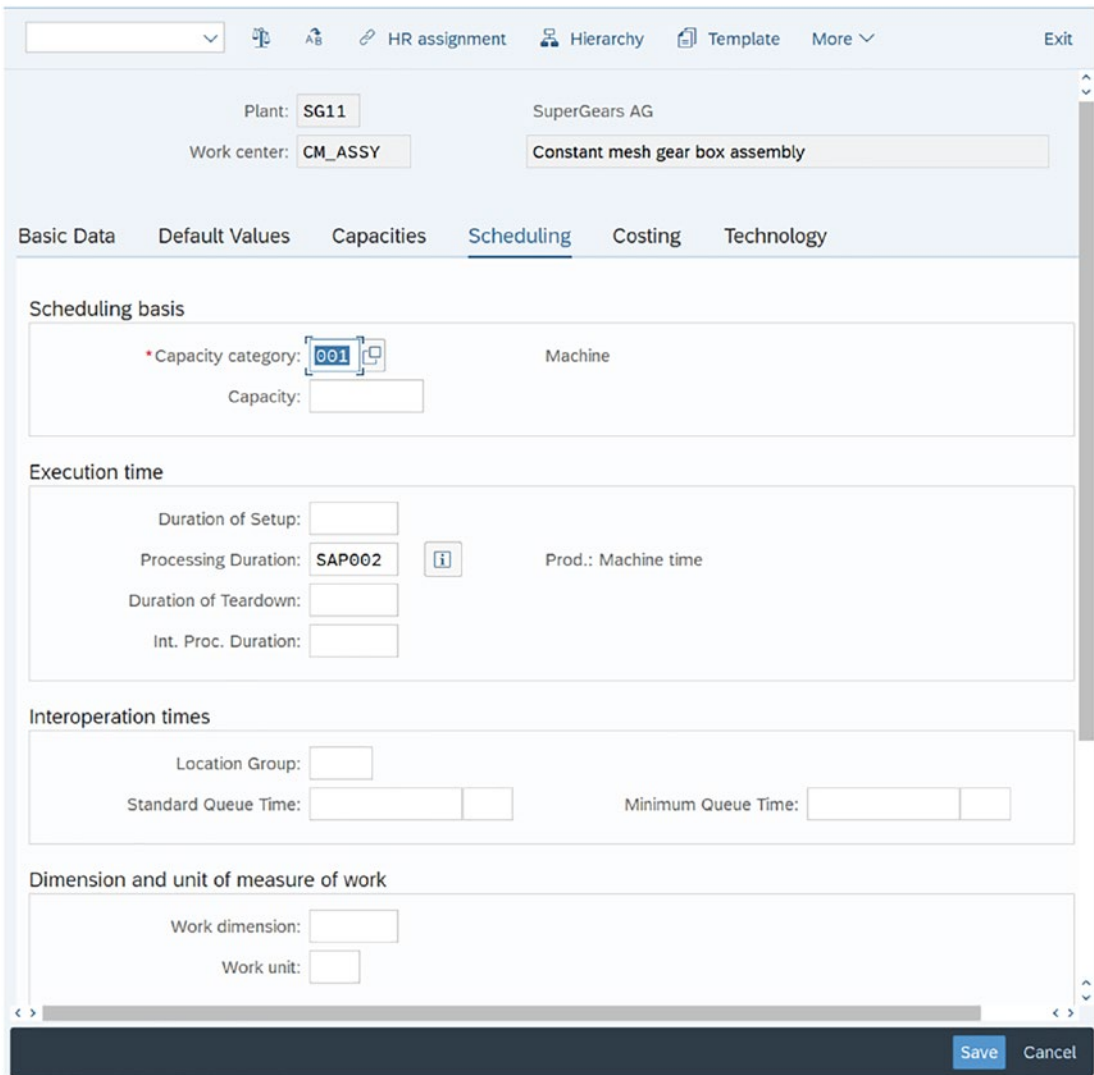 HR assignment Hierarchy Template More Exit
Plant: SG11 SuperGears AG
Work center: CM_ASSY Constant mesh gear box assembly
Basic Data Default Values Capacities Scheduling Costing Technology
Scheduling basis
*Capacity category: 001 Machine
Capacity:
Execution time
Duration of Setup:
Processing Duration: SAP002 Prod.: Machine time
Duration of Teardown:
Int. Proc. Duration:
Interoperation times
Location Group:
Standard Queue Time: Minimum Queue Time:
Dimension and unit of measure of work
Work dimension:
Work unit:
Save Cancel